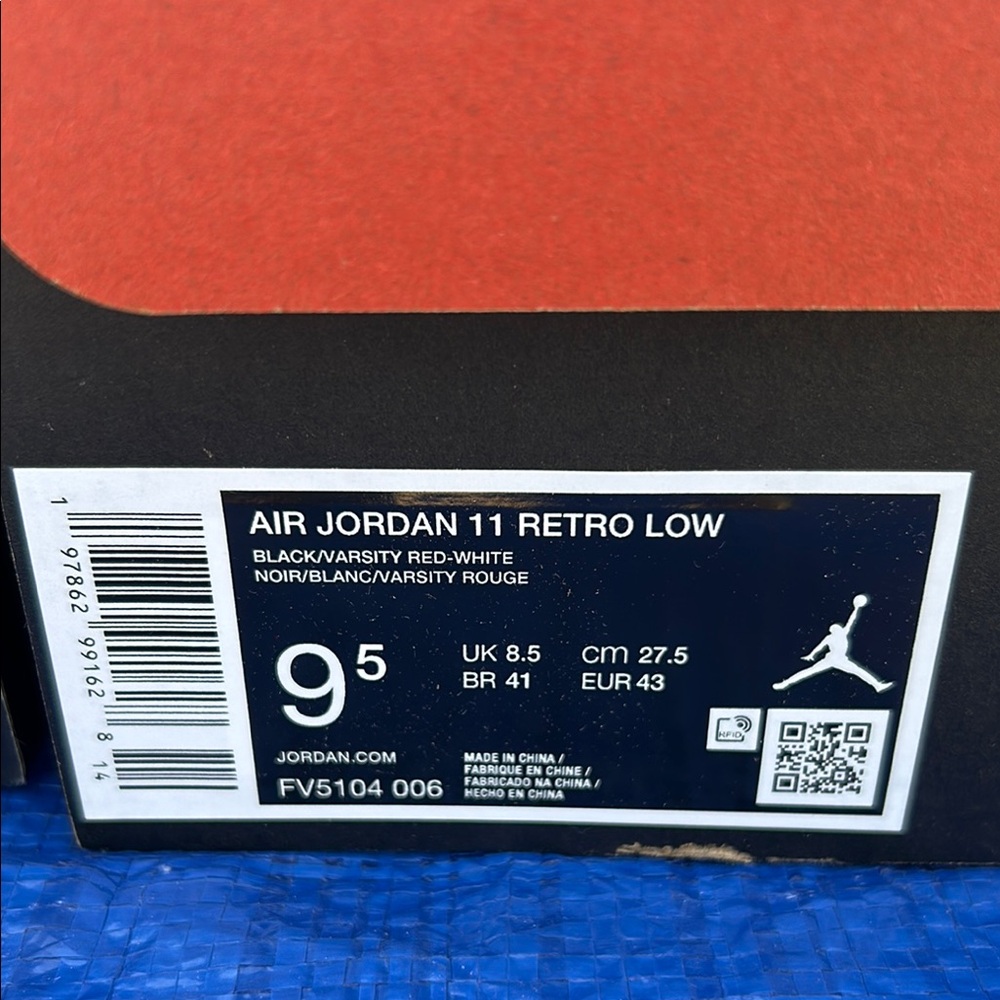 AIR JORDAN 11 RETRO LOW
BLACK/VARSITY RED-WHITE
NOIR/BLANC/VARSITY ROUGE
9 5
UK 8.5 cm 27.5
BR 41 EUR 43
RFID
JORDAN.COM
FV5104 006
MADE IN CHINA /
FABRIQUE EN CHINE /
FABRICADO NA CHINA /
HECHO EN CHINA
1 97862 99162 8 14